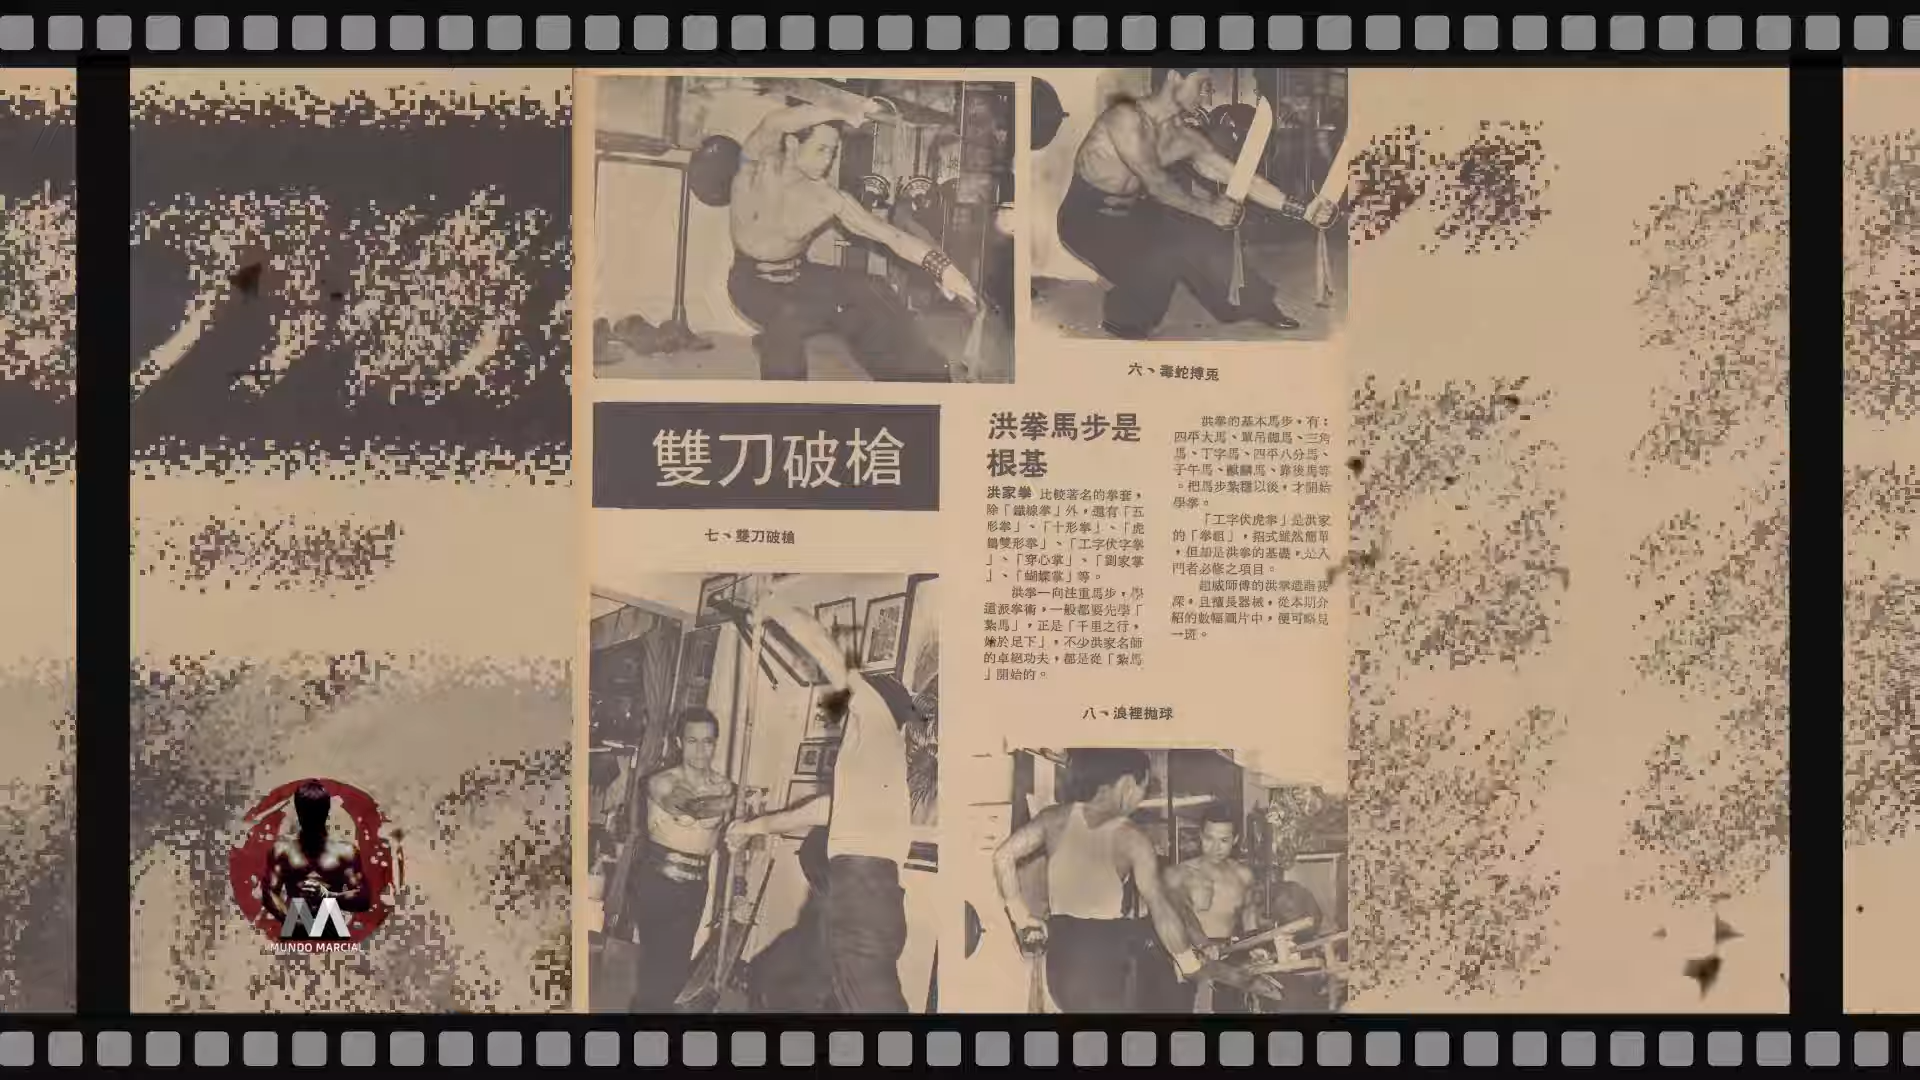 六、毒蛇搏兎
雙刀破槍
七、雙刀破槍
洪拳馬步是
根基
洪家拳 比較著名的拳套，
除「鐵線拳」外，還有「五
形拳」、「十形拳」、「虎
鶴雙形拳」、「工字伏字拳
」、「穿心掌」、「劉家掌
」、「蝴蝶掌」等。
洪拳一向注重馬步，學
這派拳術，一般都要先學「
紮馬」，正是「千里之行，
始於足下」，不少洪家名師
的卓絕功夫，都是從「紮馬
」開始的。
洪拳的基本馬步，有：
四平大馬、單吊腳馬、三角
馬、丁字馬、四平八分馬、
子午馬、麒麟馬、靠後馬等
。把馬步紮穩以後，才開始
學拳。
「工字伏虎拳」是洪家
的「拳祖」，招式雖然簡單
，但却是洪拳的基礎，是入
門者必修之項目。
趙威師傅的洪拳造詣甚
深，且擅長器械，從本期介
紹的數幅圖片中，便可略見
一斑。
八、浪裡拋球
MUNDO MARCIAL